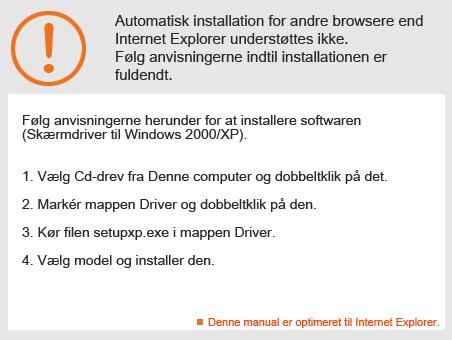 Automatisk installation for andre browsere end
Internet Explorer understøttes ikke.
Følg anvisningerne indtil installationen er
fuldendt.
Følg anvisningerne herunder for at installere softwaren
(Skærmdriver til Windows 2000/XP).
1. Vælg Cd-drev fra Denne computer og dobbeltklik på det.
2. Markér mappen Driver og dobbeltklik på den.
3. Kør filen setupxp.exe i mappen Driver.
4. Vælg model og installer den.
Denne manual er optimeret til Internet Explorer.